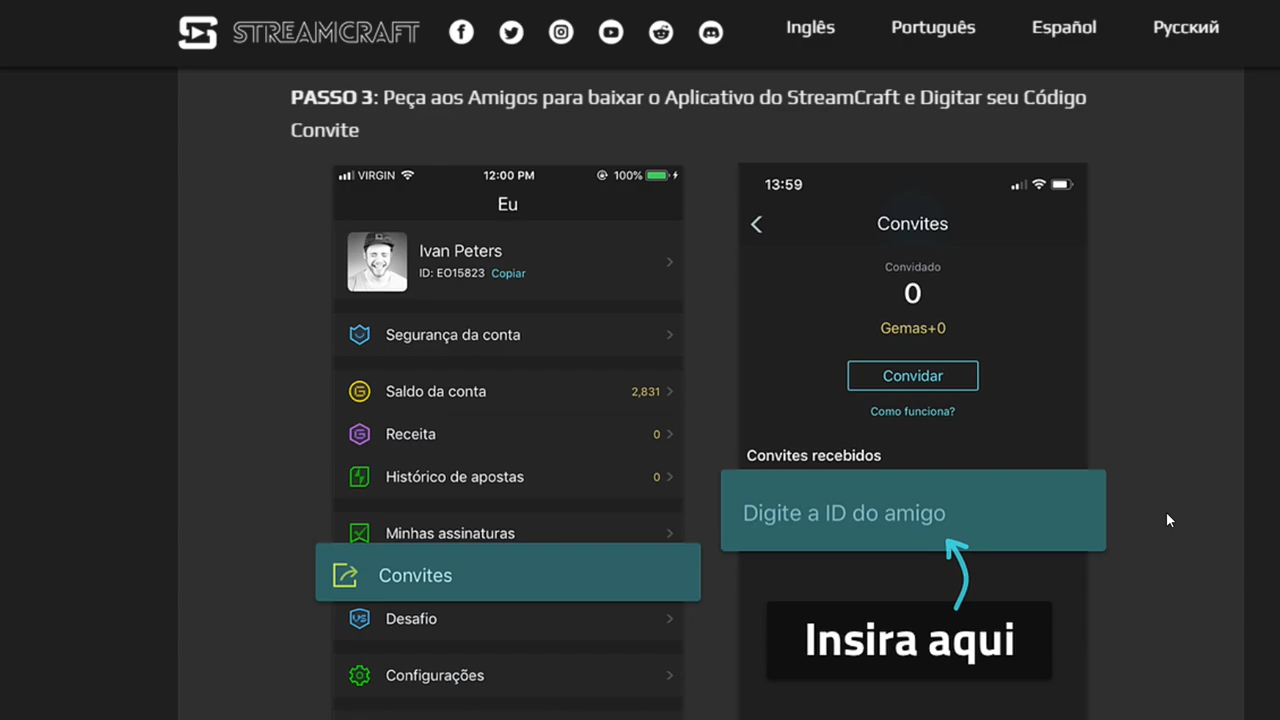 STREAMCRAFT
Inglês
Português
Español
Русский
PASSO 3: Peça aos Amigos para baixar o Aplicativo do StreamCraft e Digitar seu Código
Convite
VIRGIN
12:00 PM
100%
Eu
Ivan Peters
ID: EO15823 Copiar
Segurança da conta
Saldo da conta
2,831
Receita
0
Histórico de apostas
0
Minhas assinaturas
Convites
Desafio
Configurações
13:59
Convites
Convidado
0
Gemas+0
Convidar
Como funciona?
Convites recebidos
Digite a ID do amigo
Insira aqui